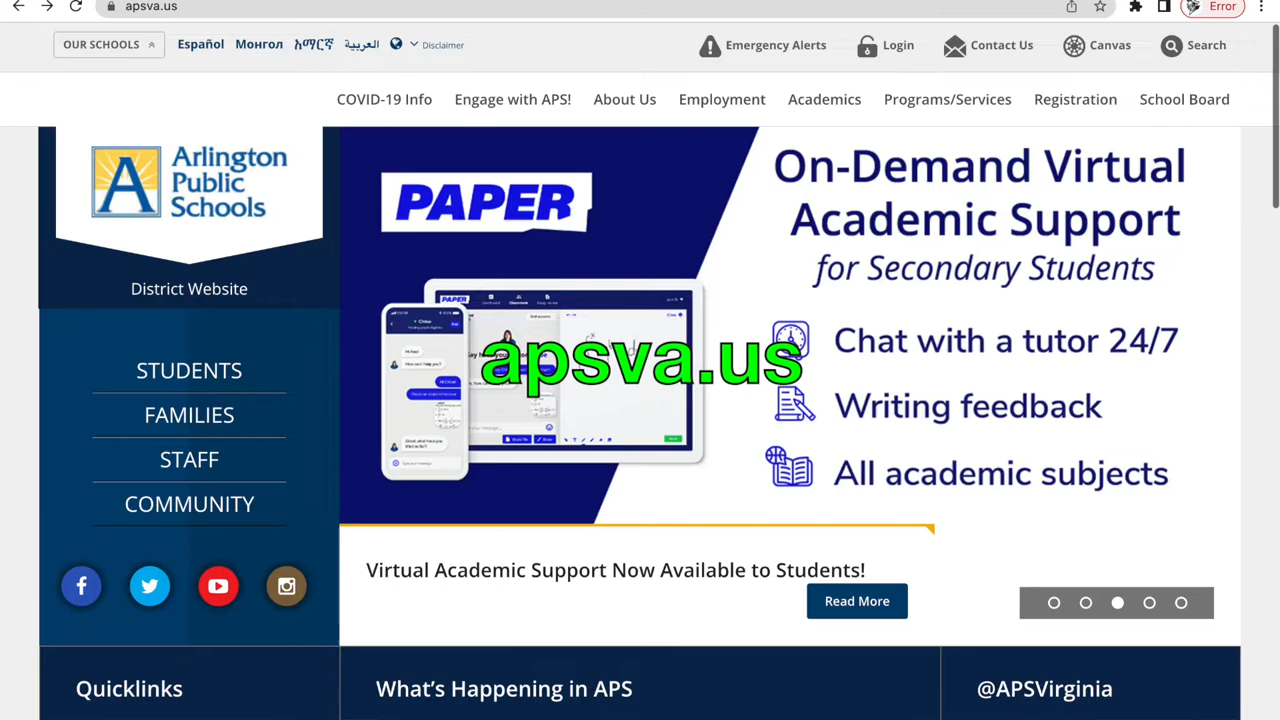 apsva.us
Error
OUR SCHOOLS
Español
Монгол
አማርኛ
العربية
Disclaimer
Emergency Alerts
Login
Contact Us
Canvas
Search
COVID-19 Info
Engage with APS!
About Us
Employment
Academics
Programs/Services
Registration
School Board
Arlington
Public
Schools
District Website
STUDENTS
FAMILIES
STAFF
COMMUNITY
PAPER
PAPER
apsva.us
On-Demand Virtual
Academic Support
for Secondary Students
Chat with a tutor 24/7
Writing feedback
All academic subjects
Virtual Academic Support Now Available to Students!
Read More
Quicklinks
What's Happening in APS
@APSVirginia